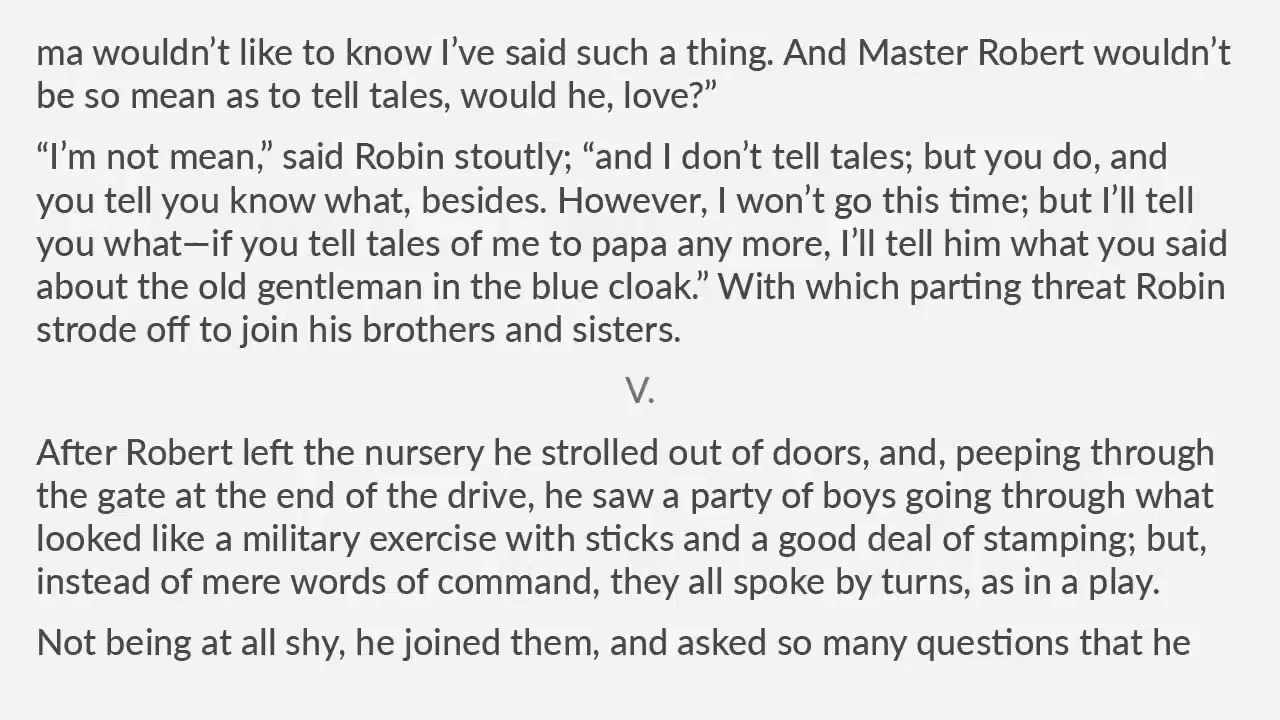 ma wouldn’t like to know I’ve said such a thing. And Master Robert wouldn’t
be so mean as to tell tales, would he, love?”
“I’m not mean,” said Robin stoutly; “and I don’t tell tales; but you do, and
you tell you know what, besides. However, I won’t go this time; but I’ll tell
you what—if you tell tales of me to papa any more, I’ll tell him what you said
about the old gentleman in the blue cloak.” With which parting threat Robin
strode off to join his brothers and sisters.
V.
After Robert left the nursery he strolled out of doors, and, peeping through
the gate at the end of the drive, he saw a party of boys going through what
looked like a military exercise with sticks and a good deal of stamping; but,
instead of mere words of command, they all spoke by turns, as in a play.
Not being at all shy, he joined them, and asked so many questions that he